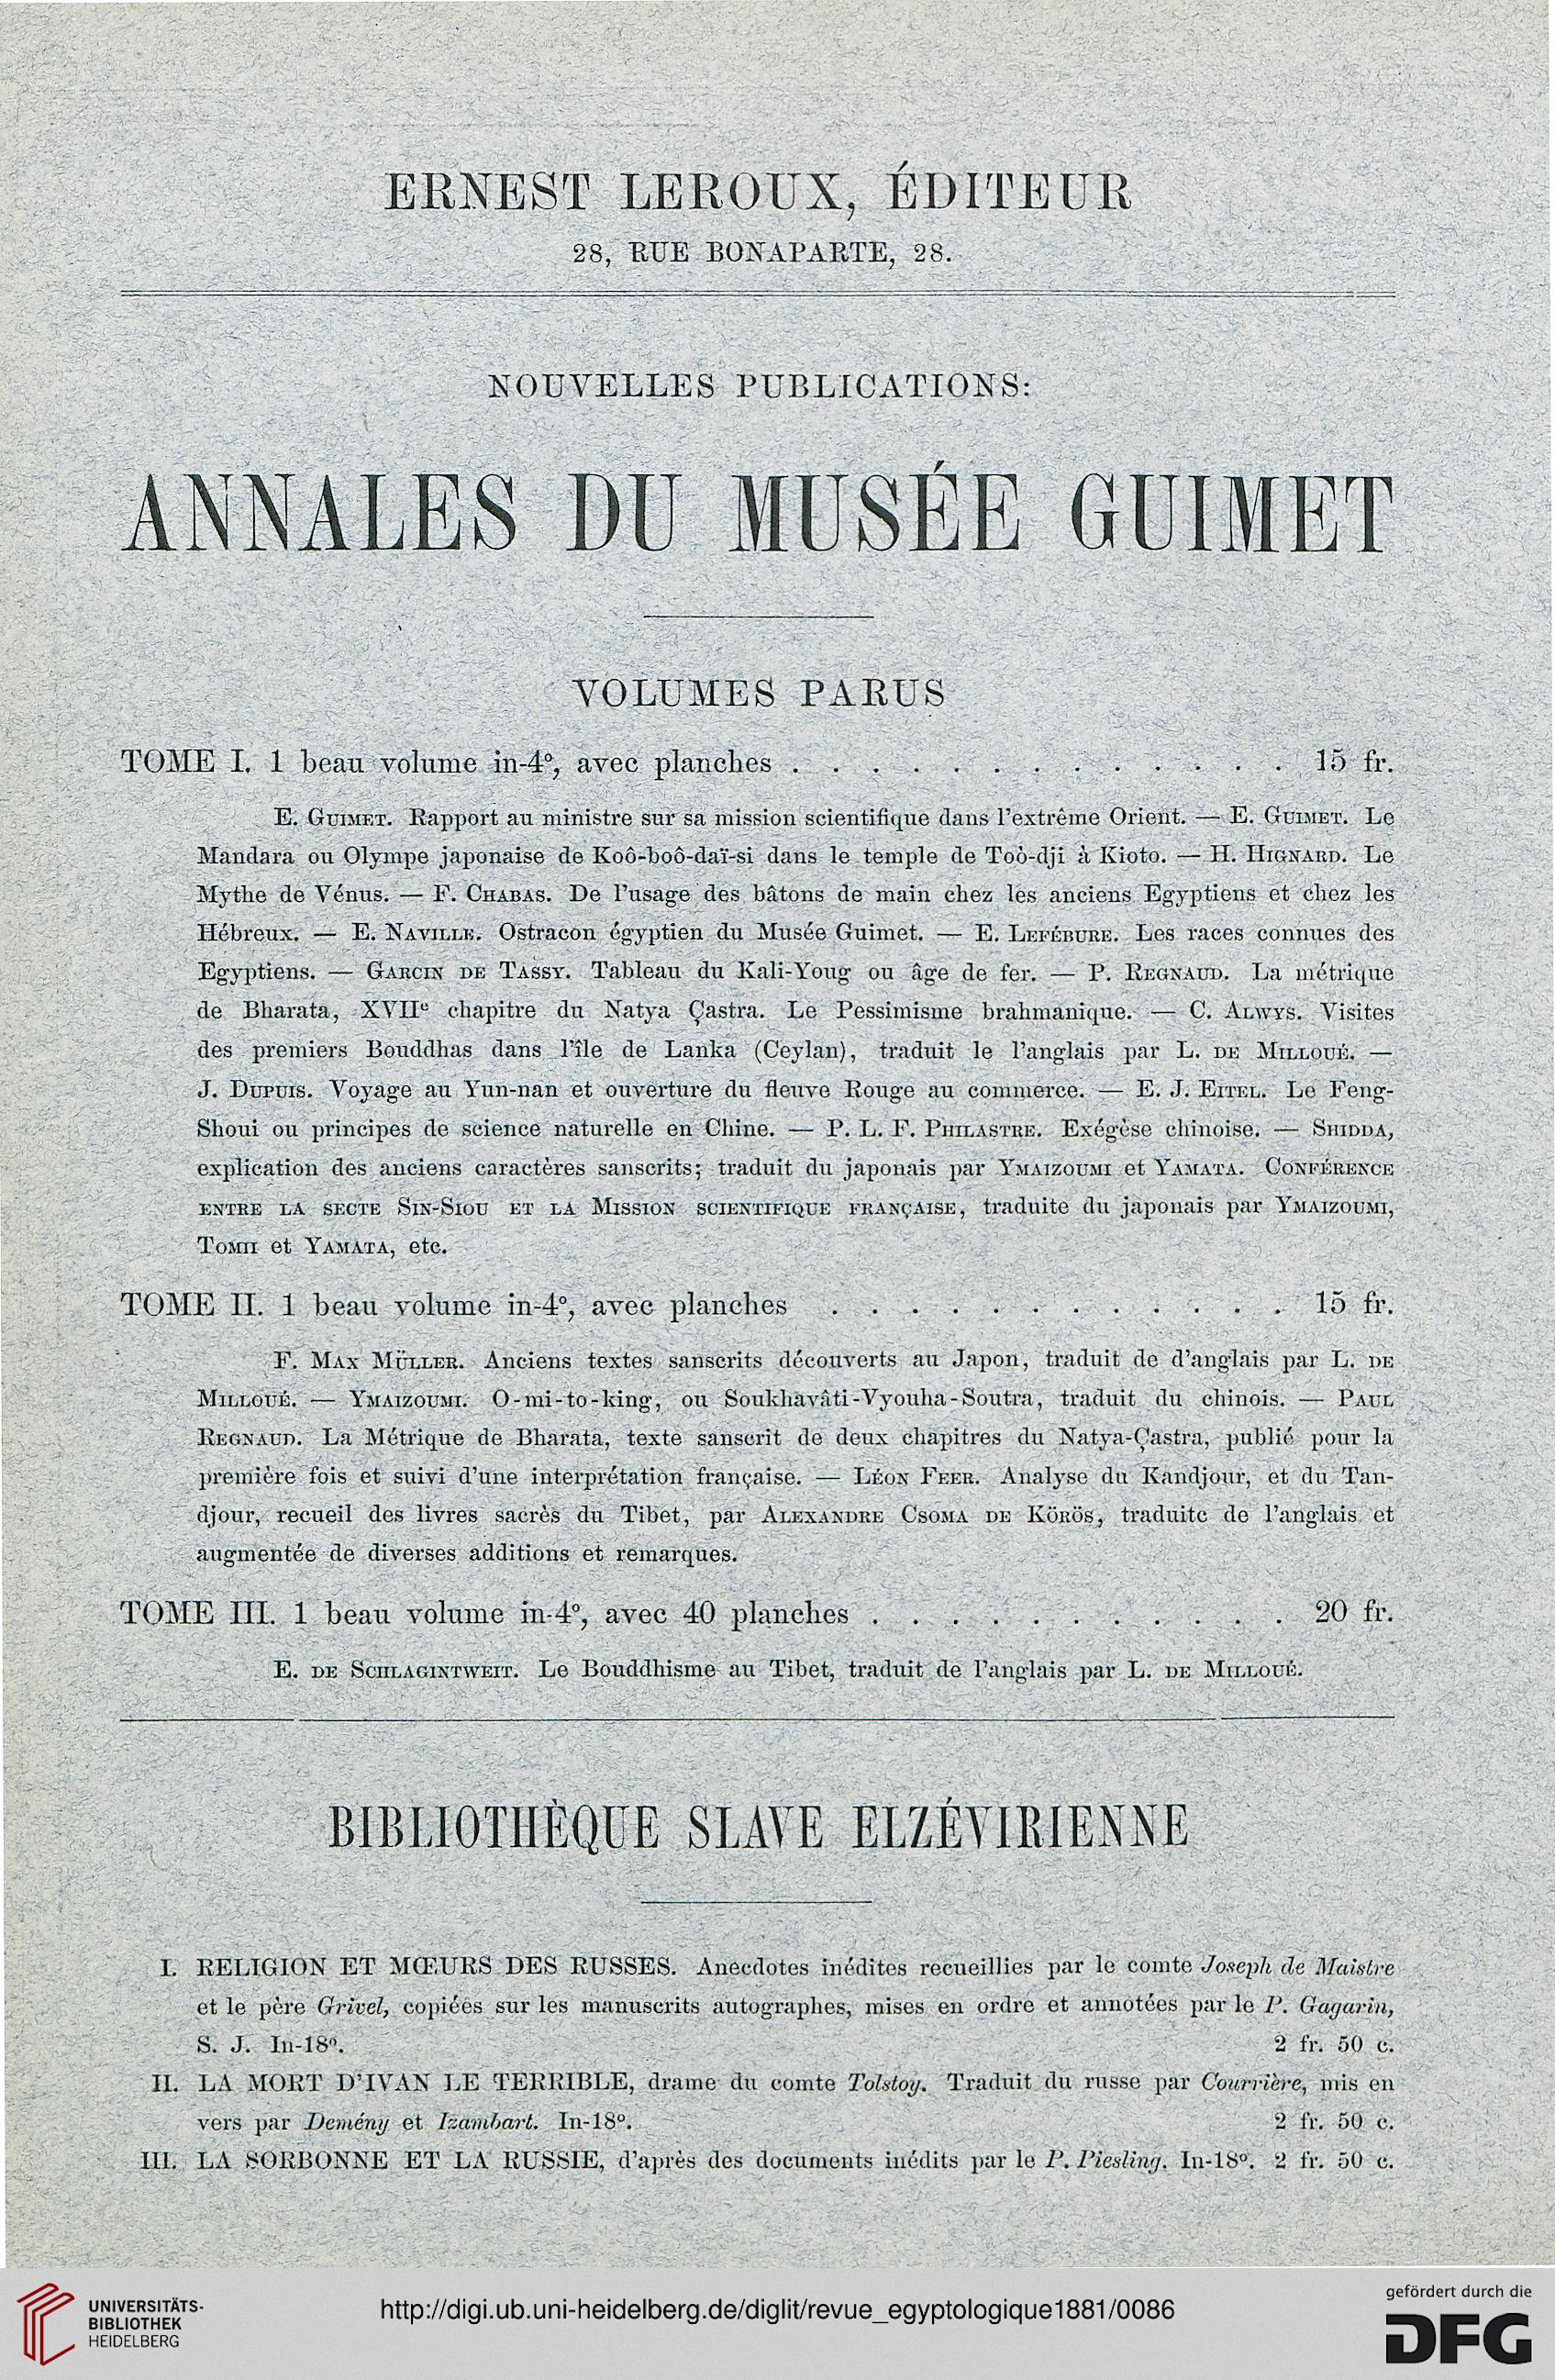 ERNEST LEROUX, ÉDITEUR
28, RUE BONAPARTE, 28.
NOUVELLES PUBLICATIONS:
ANNALES DU MUSÉE GUIMET
VOLUMES PARUS
TOME I. 1 beau volume in-4°, avec planches . . . . . . . . . . . . . 15 fr.
E. Guimet. Rapport au ministre sur sa mission scientifique dans l'extrême Orient. — E. Guimet. Le
Mandara ou Olympe japonaise de Koô-boô-daï-si dans le temple de Toò-dji à Kioto. — H. Hignard. Le
Mythe de Vénus. — F. Chabas. De l'usage des bâtons de main chez les anciens Egyptiens et chez les
Hébreux. — E. Naville. Ostracon égyptien du Musée Guimet. — E. Lefébure. Les races connues des
Egyptiens. — Garcin de Tassy. Tableau du Kali-Youg ou âge de fer. — P. Regnaud. La métrique
de Bharata, XVIIe chapitre du Natya Çastra. Le Pessimisme brahmanique. — C. Alwys. Visites
des premiers Bouddhas dans l'île de Lanka (Ceylan), traduit le l'anglais par L. de Milloué. —
J. Dupuis. Voyage au Yun-nan et ouverture du fleuve Rouge au commerce. — E. J. Eitel. Le Feng-
Shoui ou principes de science naturelle en Chine. — P. L. F. Philastre. Exégèse chinoise. — Shidda,
explication des anciens caractères sanscrits; traduit du japonais par Ymaizoumi et Yamata. Conférence
entre la secte Sin-Siou et la Mission scientifique française, traduite du japonais par Ymaizoumi,
Tomii et Yamata, etc.
TOME II. 1 beau volume in-4°, avec planches . . . . . . . . . . . . 15 fr.
F. Max Müller. Anciens textes sanscrits découverts au Japon, traduit de d'anglais par L. de
Milloué. — Ymaizoumi. O-mi-to-king, ou Soukhavâti-Vyouha-Soutra, traduit du chinois. — Paul
Regnaud. La Métrique de Bharata, texte sanscrit de deux chapitres du Natya-Çastra, publié pour la
première fois et suivi d'une interprétation française. — Léon Feer. Analyse du Kandjour, et du Tan-
djour, recueil des livres sacrès du Tibet, par Alexandre Csoma de Körös, traduite de l'anglais et
augmentée de diverses additions et remarques.
TOME III. 1 beau volume in-4°, avec 40 planches . . . . . . . . . . . 20 fr.
E. de Schlagintweit. Le Bouddhisme au Tibet, traduit de l'anglais par L. de Milloué.
BIBLIOTHÈQUE SLAVE ELZÉVIRIENNE
I. RELIGION ET MŒURS DES RUSSES. Anecdotes inédites recueillies par le comte Joseph de Maistre
et le père Grivel, copiées sur les manuscrits autographes, mises en ordre et annotées par le P. Gagarin,
S. J. In-18°. 2 fr. 50 c.
II. LA MORT D'IVAN LE TERRIBLE, drame du comte Tolstoy. Traduit du russe par Courrière, mis en
vers par Demény et Izambart. In-18°. 2 fr. 50 c.
III. LA SORBONNE ET LA RUSSIE, d'après des documents inédits par le P. Piesling. In-18°. 2 fr. 50 c.
UNIVERSITÄTS-
BIBLIOTHEK
HEIDELBERG
http://digi.ub.uni-heidelberg.de/diglit/revue_egyptologique1881/0086
gefördert durch die
DFG